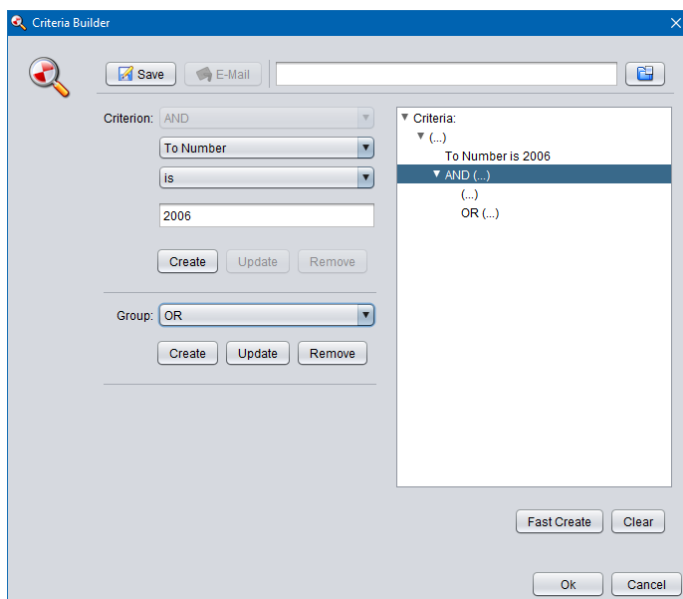 Criteria Builder
Save
E-Mail
Criterion: AND
To Number
is
2006
Create Update Remove
Group: OR
Create Update Remove
Criteria:
(...)
To Number is 2006
AND (...)
(...)
OR (...)
Fast Create Clear
Ok Cancel